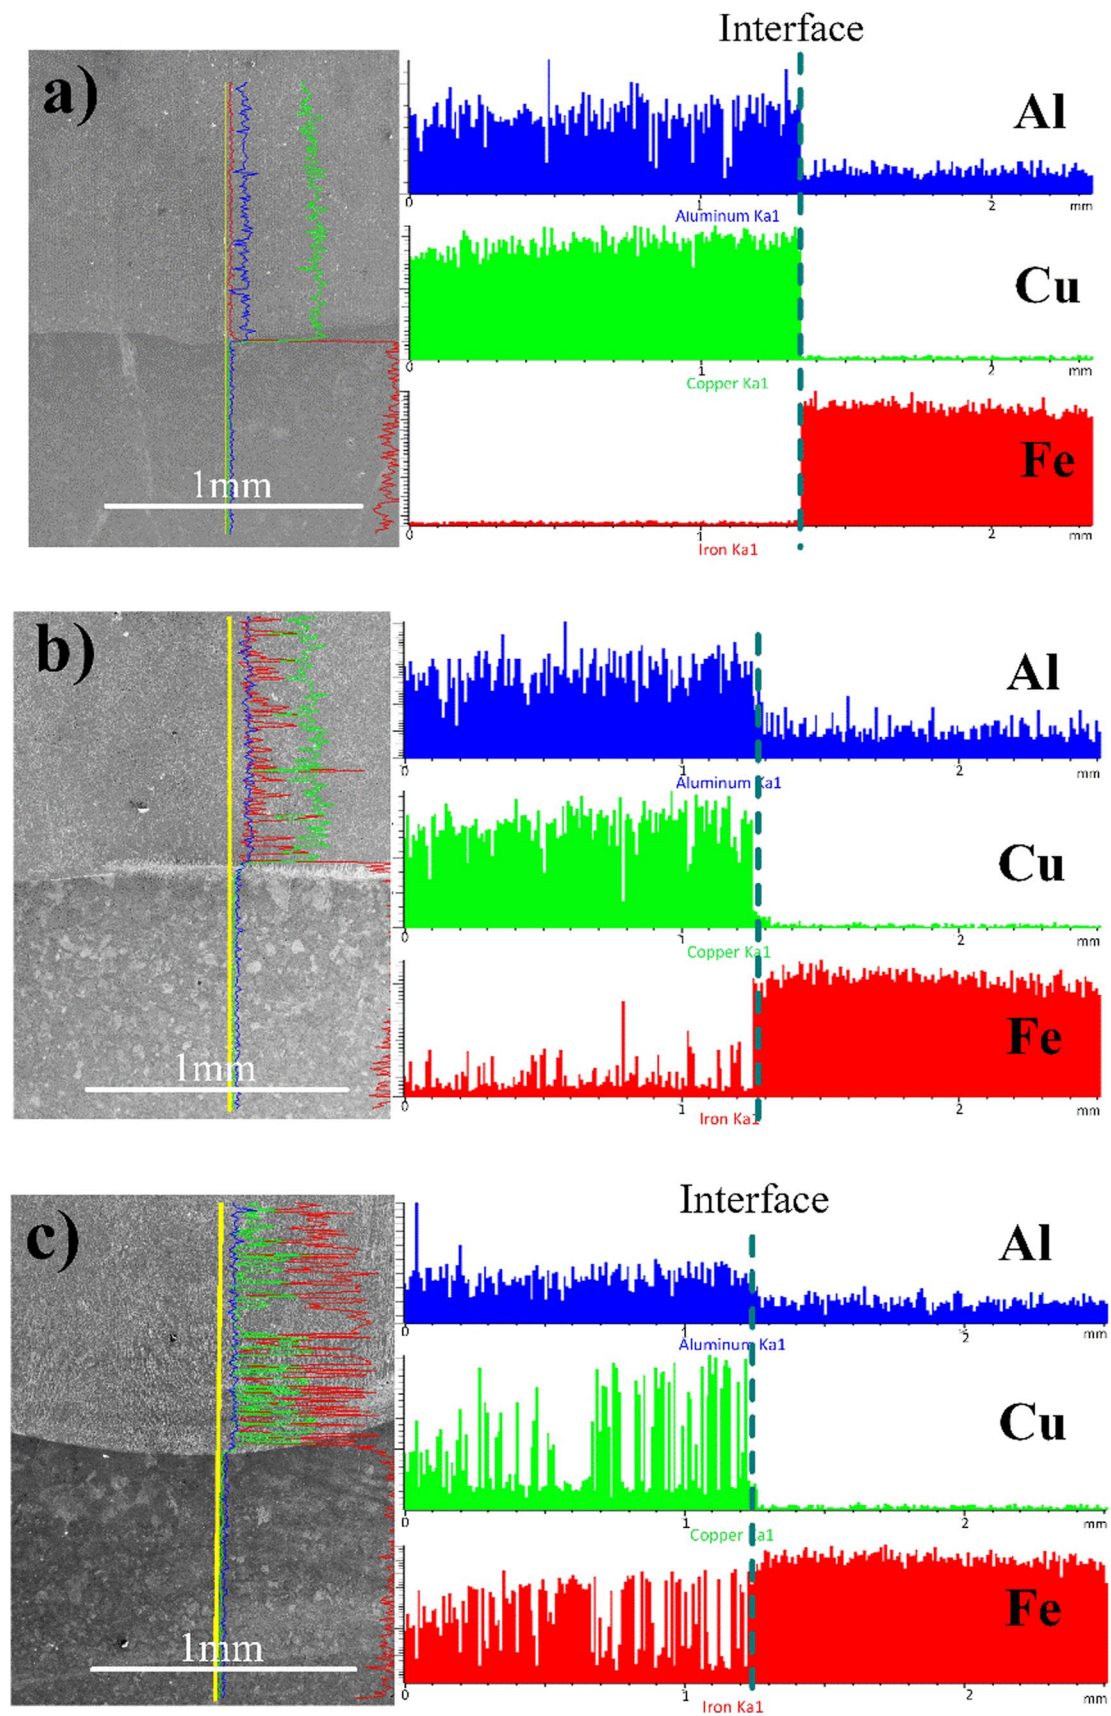 Interface
a)
Al
0
1
2
mm
Aluminum Ka1
Cu
0
1
2
mm
Copper Ka1
Fe
1mm
0
2
mm
Iron Ka1
b)
Al
0
1
2
mm
Aluminum Ka1
Cu
0
1
2
mm
Copper Ka1
Fe
1mm
0
1
2
mm
Iron Ka1
Interface
c)
Al
0
1
2
mm
Aluminum Ka1
Cu
1
2
mm
Copper Ka1
Fe
1mm
0
1
2
mm
Iron Ka1